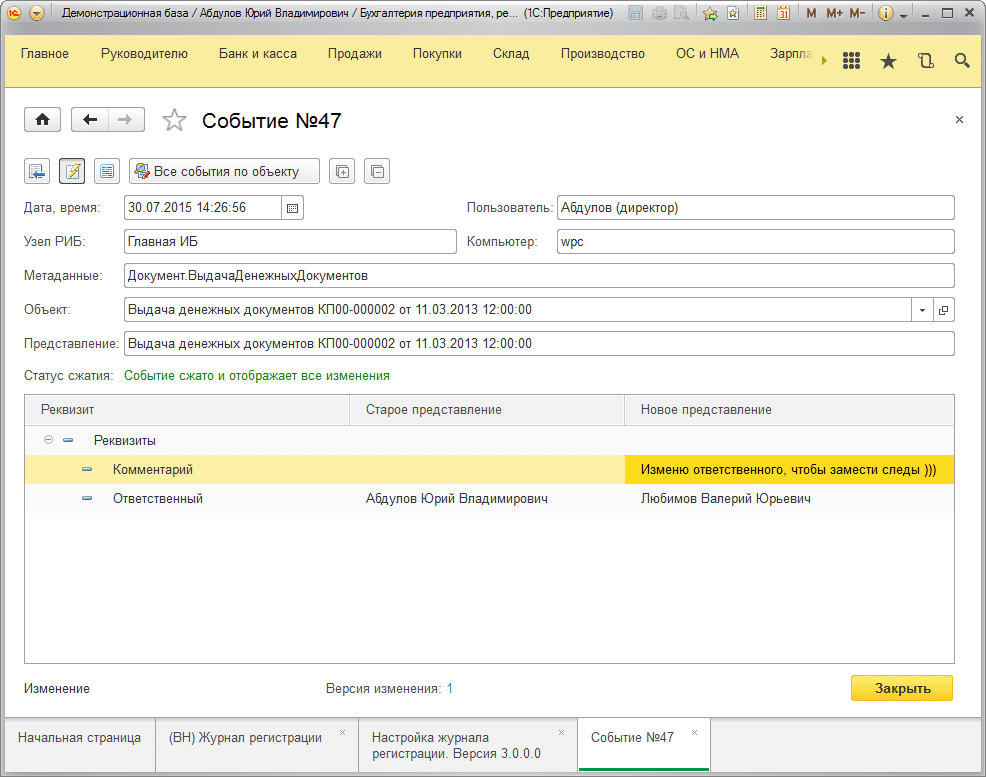 Демонстрационная база / Абдулов Юрий Владимирович / Бухгалтерия предприятия, ре... (1С:Предприятие)
M M+ M-
Главное Руководителю Банк и касса Продажи Покупки Склад Производство ОС и НМА Зарпла
Событие №47
Все события по объекту
Дата, время: 30.07.2015 14:26:56 Пользователь: Абдулов (директор)
Узел РИБ: Главная ИБ Компьютер: wpc
Метаданные: Документ.ВыдачаДенежныхДокументов
Объект: Выдача денежных документов КП00-000002 от 11.03.2013 12:00:00
Представление: Выдача денежных документов КП00-000002 от 11.03.2013 12:00:00
Статус сжатия: Событие сжато и отображает все изменения
Реквизит Старое представление Новое представление
Реквизиты
Комментарий Изменю ответственного, чтобы замести следы )))
Ответственный Абдулов Юрий Владимирович Любимов Валерий Юрьевич
Изменение Версия изменения: 1 Закрыть
Начальная страница (ВН) Журнал регистрации Настройка журнала Событие №47
регистрации. Версия 3.0.0.0